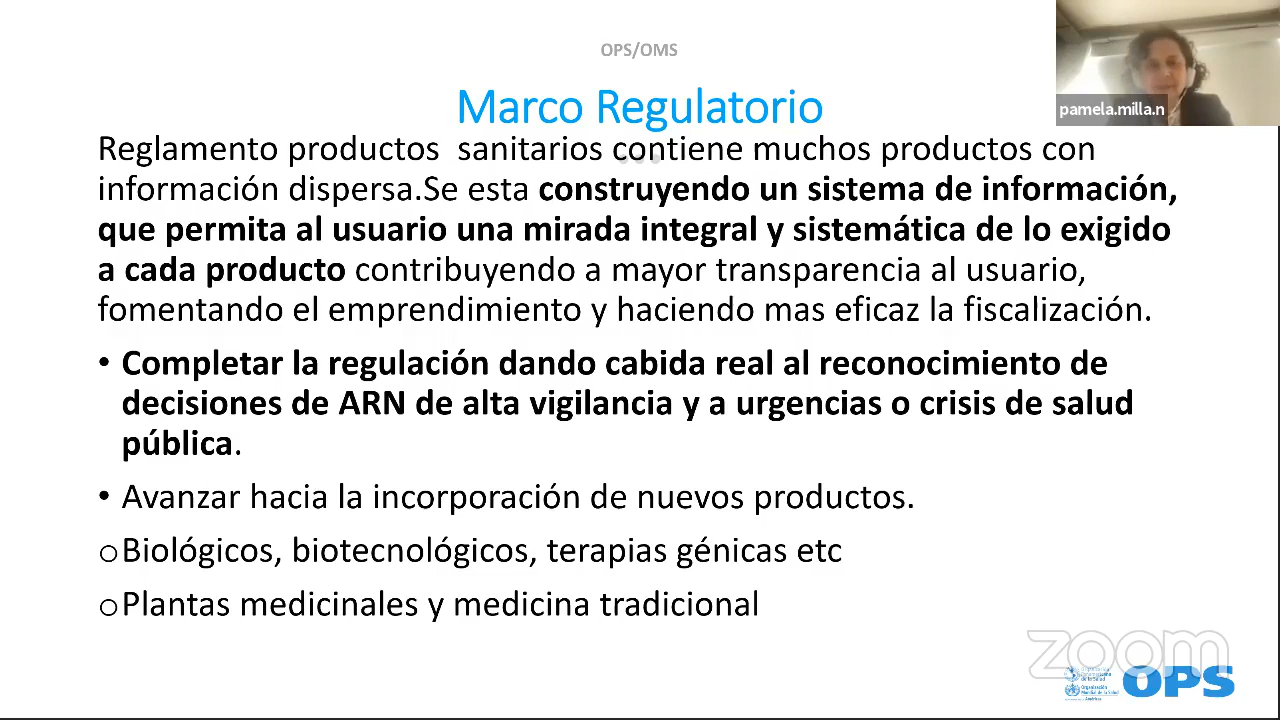 OPS/OMS
pamela.milla.n
Marco Regulatorio
Reglamento productos sanitarios contiene muchos productos con
información dispersa.Se esta construyendo un sistema de información,
que permita al usuario una mirada integral y sistemática de lo exigido
a cada producto contribuyendo a mayor transparencia al usuario,
fomentando el emprendimiento y haciendo mas eficaz la fiscalización.
• Completar la regulación dando cabida real al reconocimiento de
decisiones de ARN de alta vigilancia y a urgencias o crisis de salud
pública.
• Avanzar hacia la incorporación de nuevos productos.
oBiológicos, biotecnológicos, terapias génicas etc
oPlantas medicinales y medicina tradicional
zoom
OPS